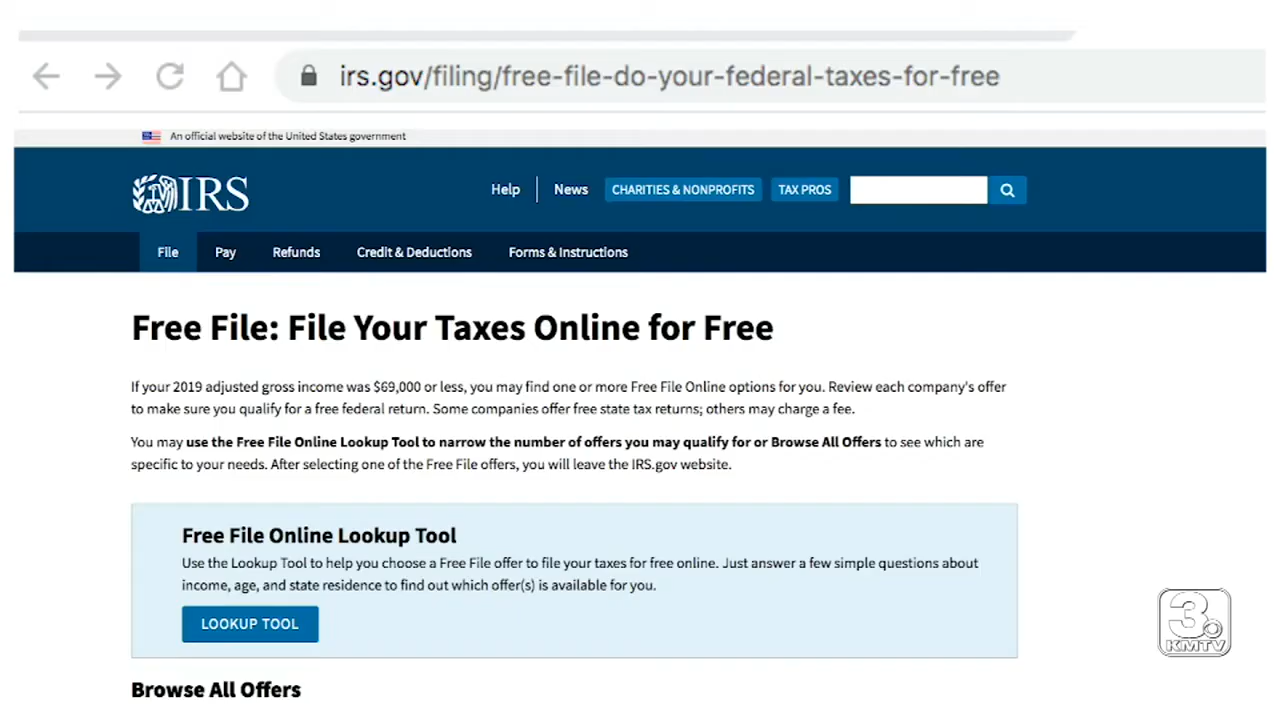 irs.gov/filing/free-file-do-your-federal-taxes-for-free
An official website of the United States government
IRS
Help
News
CHARITIES & NONPROFITS
TAX PROS
File
Pay
Refunds
Credit & Deductions
Forms & Instructions
Free File: File Your Taxes Online for Free
If your 2019 adjusted gross income was $69,000 or less, you may find one or more Free File Online options for you. Review each company's offer
to make sure you qualify for a free federal return. Some companies offer free state tax returns; others may charge a fee.
You may use the Free File Online Lookup Tool to narrow the number of offers you may qualify for or Browse All Offers to see which are
specific to your needs. After selecting one of the Free File offers, you will leave the IRS.gov website.
Free File Online Lookup Tool
Use the Lookup Tool to help you choose a Free File offer to file your taxes for free online. Just answer a few simple questions about
income, age, and state residence to find out which offer(s) is available for you.
LOOKUP TOOL
3
KMTV
Browse All Offers